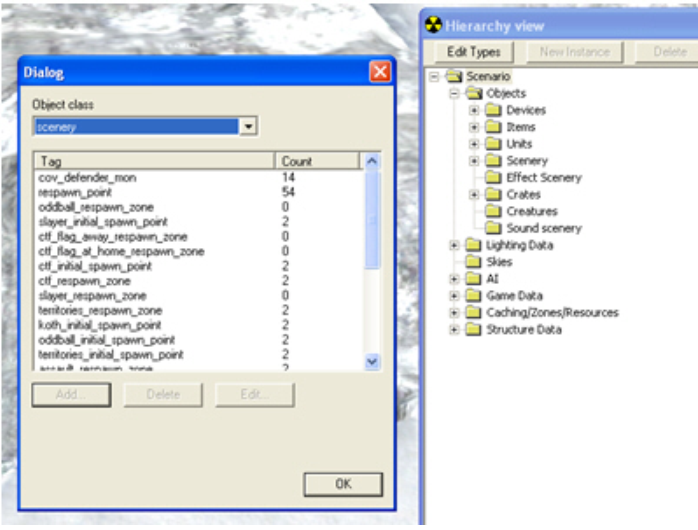 Dialog
Object class
scenery
Tag Count
cov_defender_mon 14
respawn_point 54
oddball_respawn_zone 0
slayer_initial_spawn_point 2
ctf_flag_away_respawn_zone 0
ctf_flag_at_home_respawn_zone 0
ctf_initial_spawn_point 2
ctf_respawn_zone 2
slayer_respawn_zone 0
territories_respawn_zone 2
koth_initial_spawn_point 2
oddball_initial_spawn_point 2
territories_initial_spawn_point 2
assault_respawn_zone 2
Add... Delete Edit...
OK
Hierarchy view
Edit Types New Instance Delete
Scenario
Objects
Devices
Items
Units
Scenery
Effect Scenery
Crates
Creatures
Sound scenery
Lighting Data
Skies
AI
Game Data
Caching/Zones/Resources
Structure Data